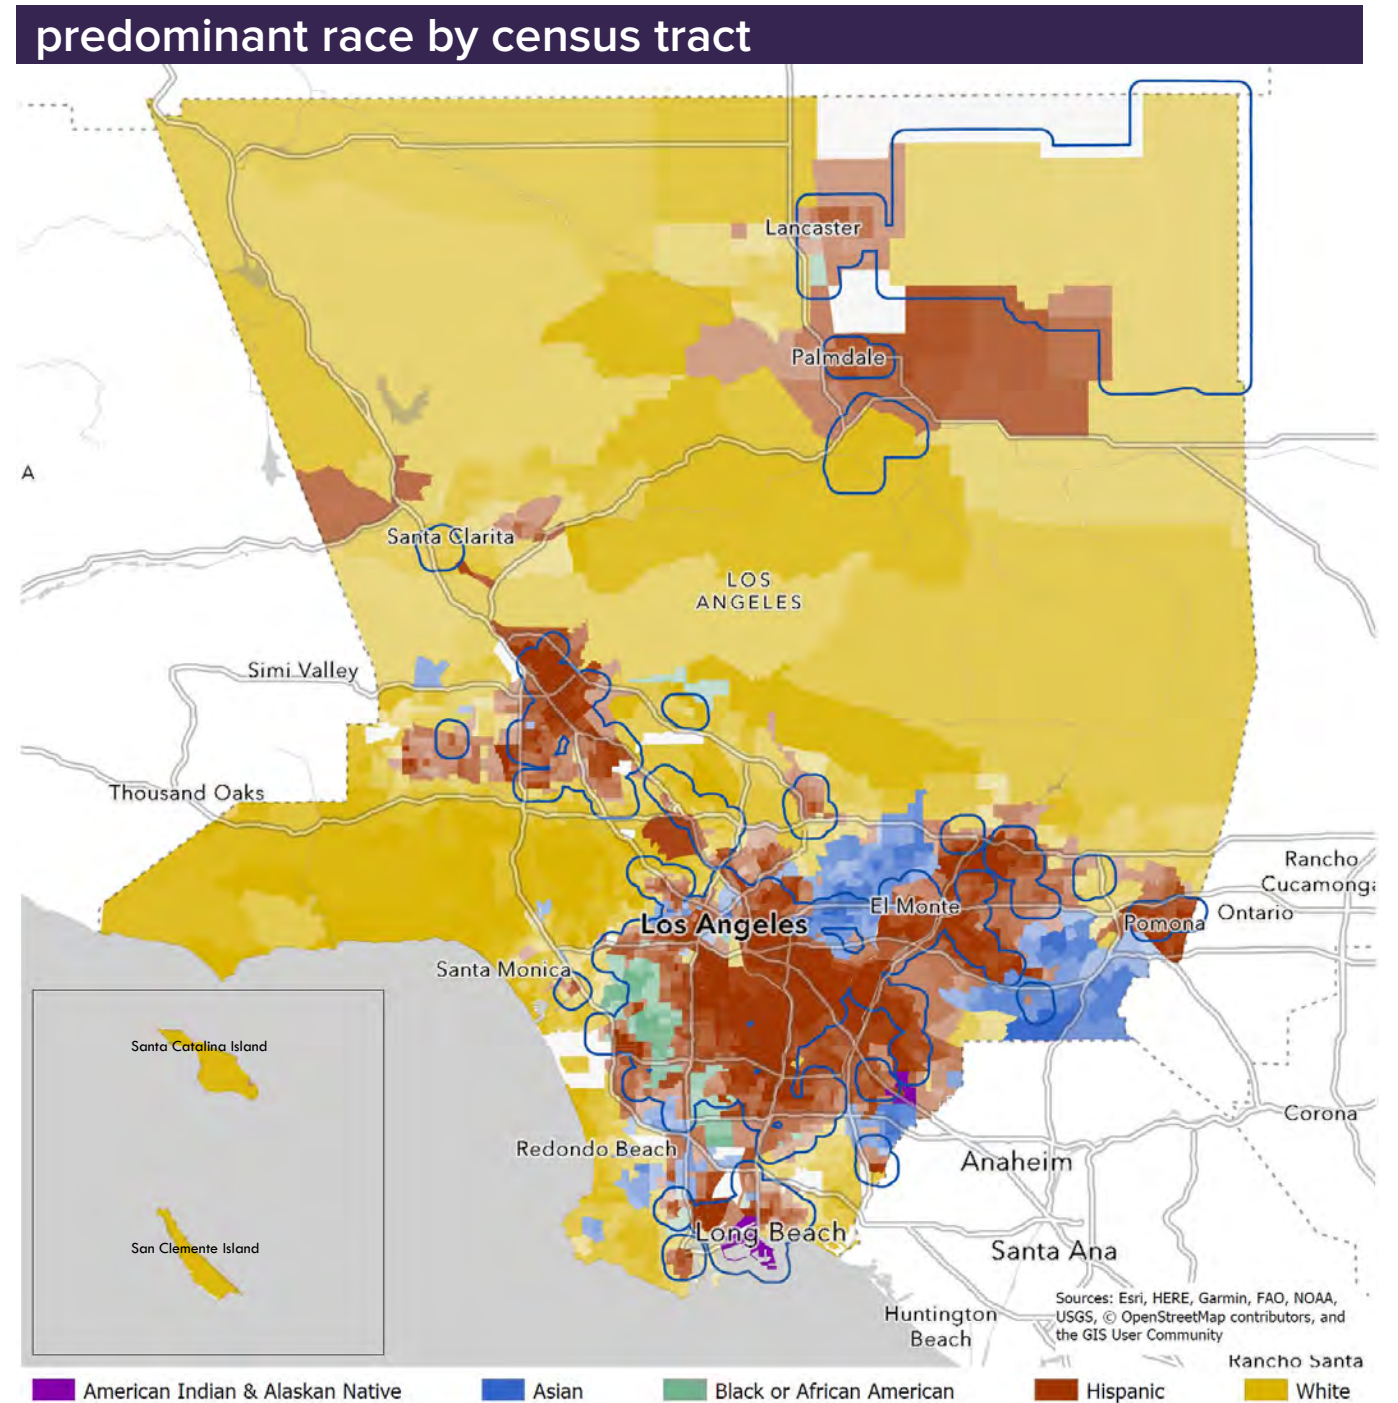 predominant race by census tract
Lancaster
Palmdale
A
Santa Clarita
LOS
ANGELES
Simi Valley
Thousand Oaks
Rancho
Cucamonga
El Monte
Ontario
Los Angeles
Pomona
Santa Monica
Santa Catalina Island
Corona
Redondo Beach
Anaheim
Long Beach
San Clemente Island
Santa Ana
Sources: Esri, HERE, Garmin, FAO, NOAA,
USGS, © OpenStreetMap contributors, and
the GIS User Community
Huntington
Beach
Rancho Santa
American Indian & Alaskan Native
Asian
Black or African American
Hispanic
White